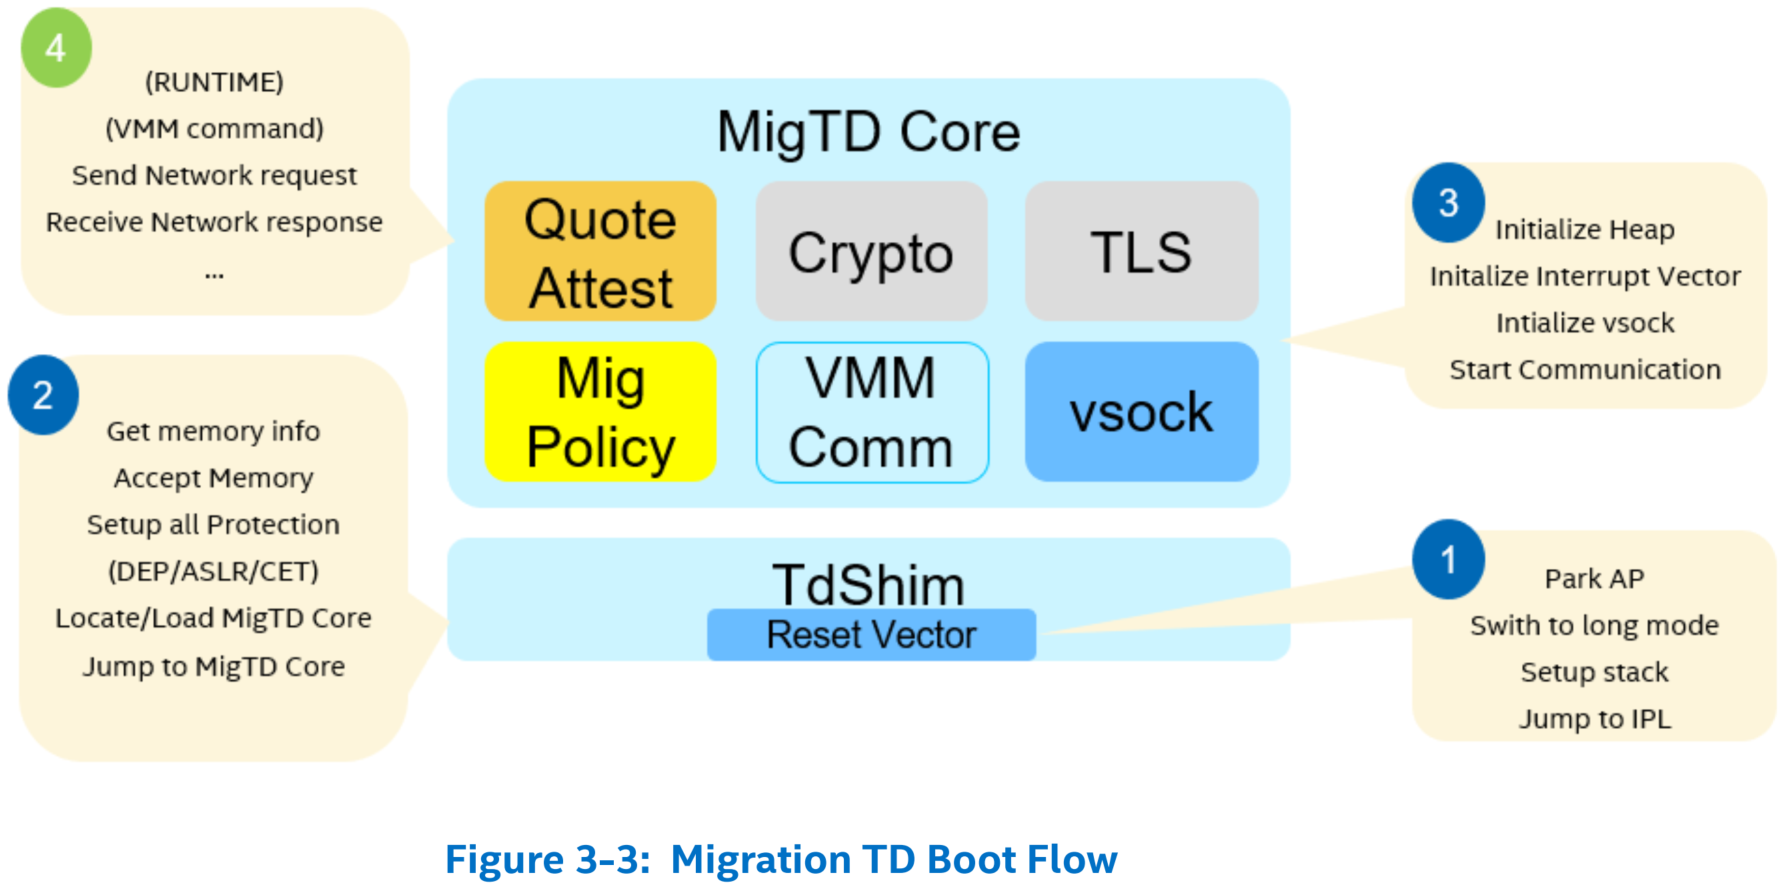 4
(RUNTIME)
(VMM command)
Send Network request
Receive Network response
...
2
Get memory info
Accept Memory
Setup all Protection
(DEP/ASLR/CET)
Locate/Load MigTD Core
Jump to MigTD Core
MigTD Core
Quote
Attest
Crypto
TLS
Mig
Policy
VMM
Comm
vsock
TdShim
Reset Vector
3
Initialize Heap
Initalize Interrupt Vector
Intialize vsock
Start Communication
1
Park AP
Swith to long mode
Setup stack
Jump to IPL
Figure 3-3: Migration TD Boot Flow